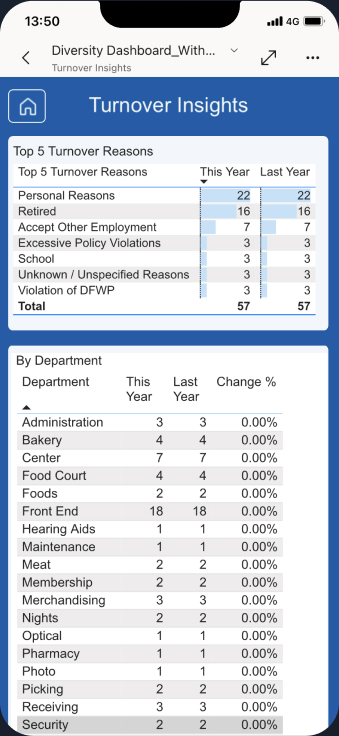 13:50 4G
Diversity Dashboard_With...
Turnover Insights
Turnover Insights
Top 5 Turnover Reasons
Top 5 Turnover Reasons This Year Last Year
Personal Reasons 22 22
Retired 16 16
Accept Other Employment 7 7
Excessive Policy Violations 3 3
School 3 3
Unknown / Unspecified Reasons 3 3
Violation of DFWP 3 3
Total 57 57
By Department
Department This Year Last Year Change %
Administration 3 3 0.00%
Bakery 4 4 0.00%
Center 7 7 0.00%
Food Court 4 4 0.00%
Foods 2 2 0.00%
Front End 18 18 0.00%
Hearing Aids 1 1 0.00%
Maintenance 1 1 0.00%
Meat 2 2 0.00%
Membership 2 2 0.00%
Merchandising 3 3 0.00%
Nights 2 2 0.00%
Optical 1 1 0.00%
Pharmacy 1 1 0.00%
Photo 1 1 0.00%
Picking 2 2 0.00%
Receiving 3 3 0.00%
Security 2 2 0.00%